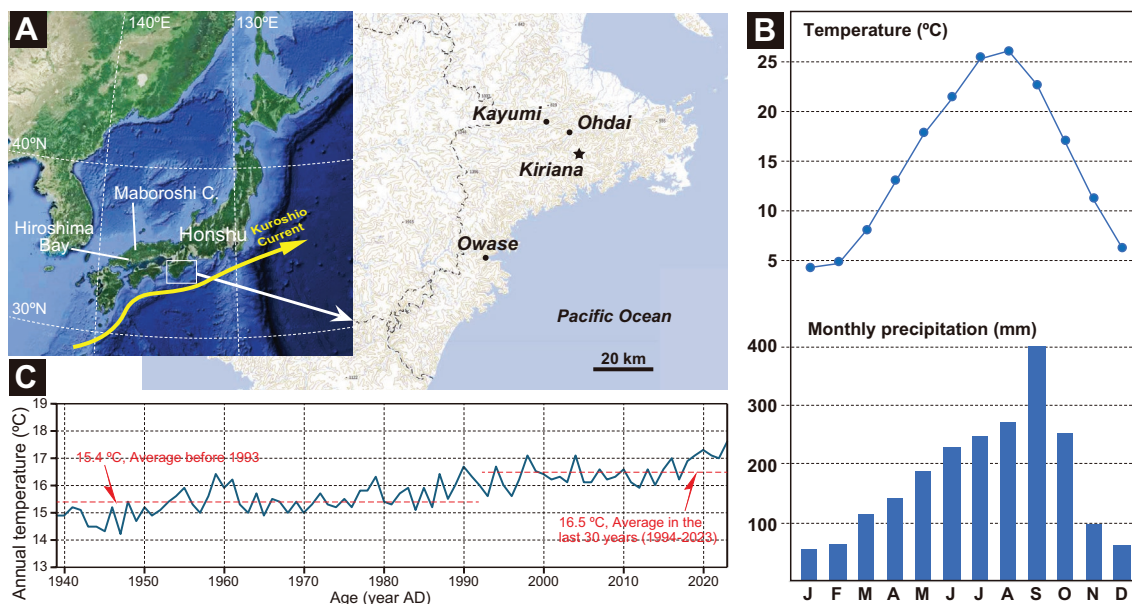 A
140ºE
130ºE
40ºN
Maboroshi C.
Hiroshima
Bay
Honshu
Kuroshio
Current
30ºN
Kayumi
Ohdai
Kiriana
Owase
Pacific Ocean
20 km
B
Temperature (ºC)
25
20
15
10
5
Monthly precipitation (mm)
400
300
200
100
J F M A M J J A S O N D
C
Annual temperature (ºC)
19
18
17
16
15
14
13
15.4 ºC, Average before 1993
16.5 ºC, Average in the
last 30 years (1994-2023)
1940 1950 1960 1970 1980 1990 2000 2010 2020
Age (year AD)